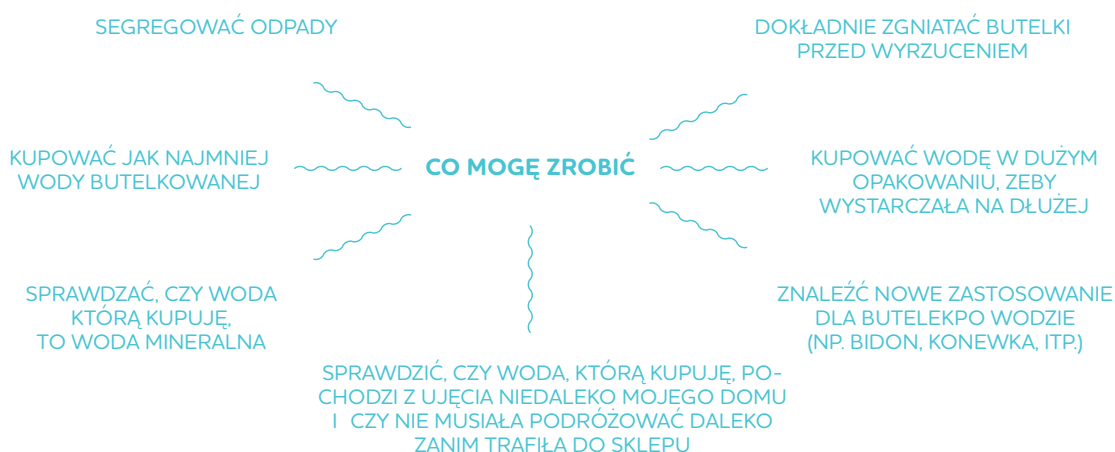 SEGREGOWAĆ ODPADY
DOKŁADNIE ZGNIATAĆ BUTELKI
PRZED WYRZUCENIEM
KUPOWAĆ JAK NAJMNIEJ
WODY BUTELKOWANEJ
CO MOGĘ ZROBIĆ
KUPOWAĆ WODĘ W DUŻYM
OPAKOWANIU, ZEBY
WYSTARCZAŁA NA DŁUŻEJ
SPRAWDZAĆ, CZY WODA
KTÓRĄ KUPUJĘ,
TO WODA MINERALNA
ZNALEŹĆ NOWE ZASTOSOWANIE
DLA BUTELEKPO WODZIE
(NP. BIDON, KONEWKA, ITP.)
SPRAWDZIĆ, CZY WODA, KTÓRĄ KUPUJĘ, PO-
CHODZI Z UJĘCIA NIEDALEKO MOJEGO DOMU
I CZY NIE MUSIAŁA PODRÓŻOWAĆ DALEKO
ZANIM TRAFIŁA DO SKLEPU